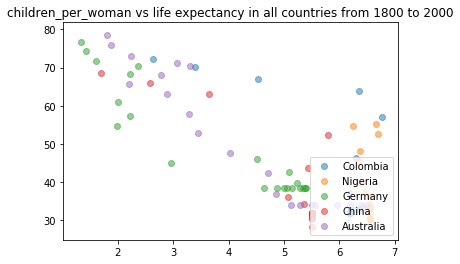 children_per_woman vs life expectancy in all countries from 1800 to 2000
80
70
60
50
40
30
Colombia
Nigeria
Germany
China
Australia
2
3
4
5
6
7